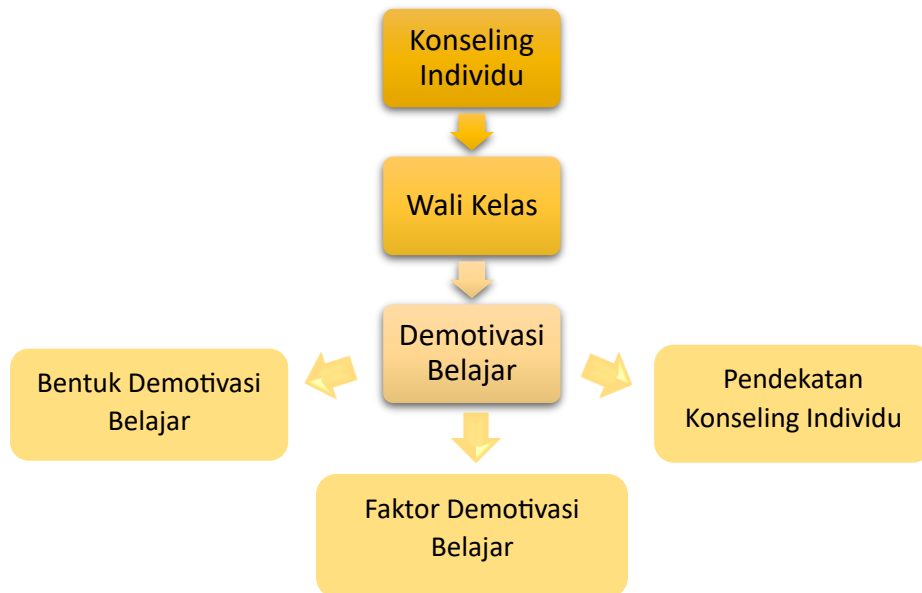 Konseling
Individu
Wali Kelas
Demotivasi
Belajar
Bentuk Demotivasi
Belajar
Pendekatan
Konseling Individu
Faktor Demotivasi
Belajar